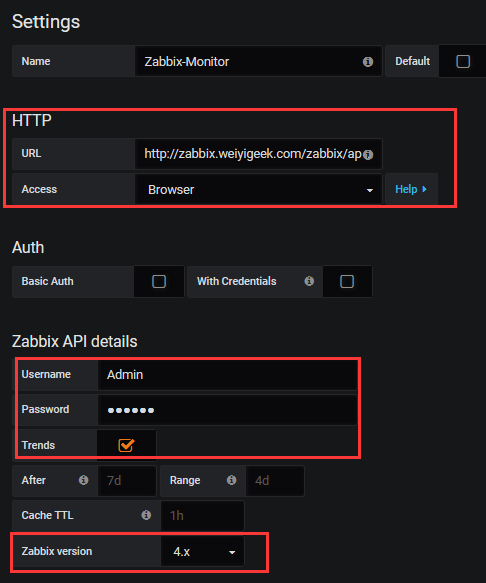 Settings
Name Zabbix-Monitor Default
HTTP
URL http://zabbix.weiyigeek.com/zabbix/ap
Access Browser Help
Auth
Basic Auth With Credentials
Zabbix API details
Username Admin
Password ••••••
Trends
After 7d Range 4d
Cache TTL 1h
Zabbix version 4.x